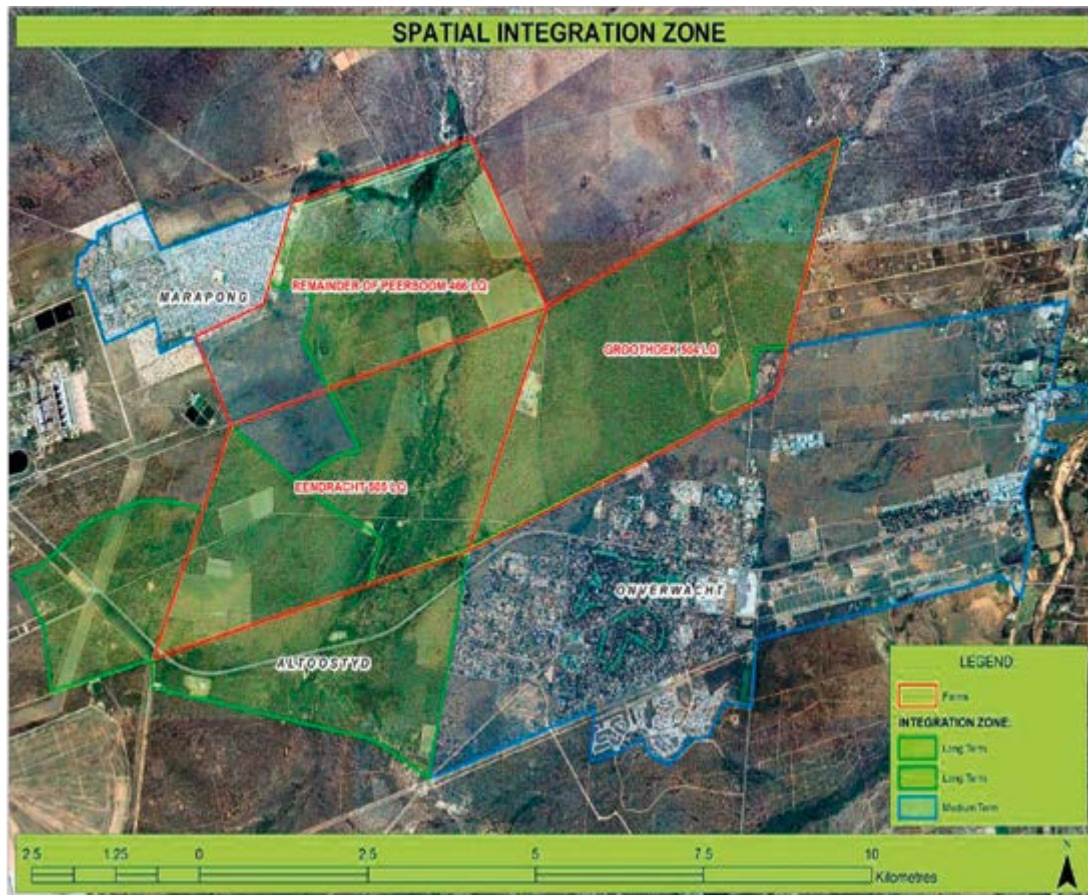 SPATIAL INTEGRATION ZONE
MARAPONG
REMAINDER OF PEERBOOM 466 LQ
GROOTHOEK 504 LQ
EENDRACHT 505 LQ
ONVERWACHT
ALTOOSTYD
LEGEND
Farms
INTEGRATION ZONE:
Long Term
Long Term
Medium Term
N
2.5 1.25 0 2.5 5 7.5 10
Kilometres